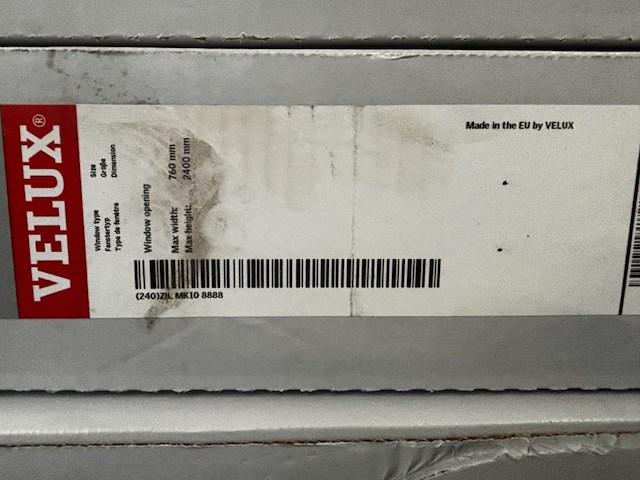 VELUX®
Window type
Fenstertyp
Type de fenêtre
Size
Größe
Dimension
Window opening
Max width: 760 mm
Max height: 2400 mm
(240)ZIL MK10 8888
Made in the EU by VELUX